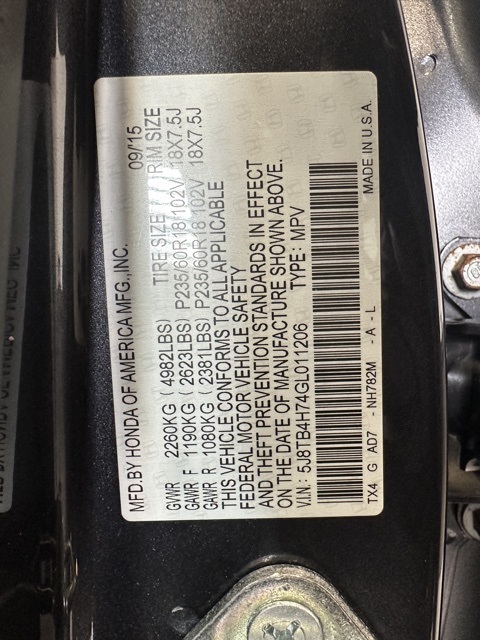 MFD.BY HONDA OF AMERICA MFG.,INC. 09/15
GVWR 2260KG ( 4982LBS) TIRE SIZE RIM SIZE
GAWR F 1190KG ( 2623LBS) P235/60R18 102V 18X7.5J
GAWR R 1080KG ( 2381LBS) P235/60R18 102V 18X7.5J
THIS VEHICLE CONFORMS TO ALL APPLICABLE
FEDERAL MOTOR VEHICLE SAFETY
AND THEFT PREVENTION STANDARDS IN EFFECT
ON THE DATE OF MANUFACTURE SHOWN ABOVE.
V.I.N.: 5J8TB4H74GL011206 TYPE: MPV
TX4 G AD7 - NH782M - A - L MADE IN U.S.A.